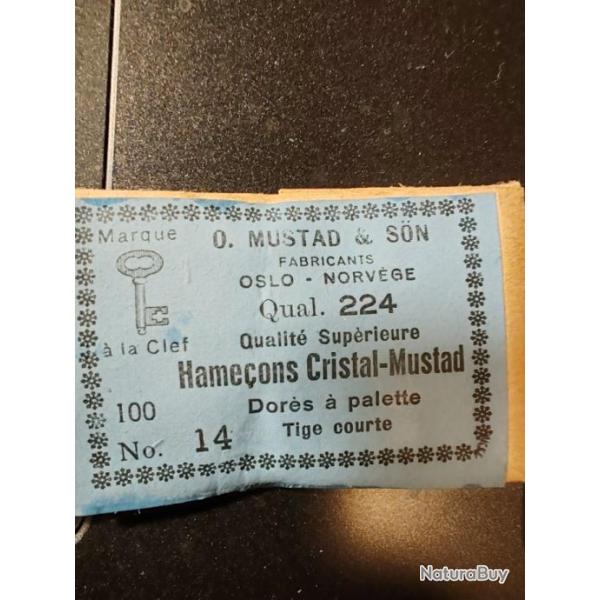 Marque
à la Clef
O. MUSTAD & SÖN
FABRICANTS
OSLO - NORVÈGE
Qual. 224
Qualité Supèrieure
Hameçons Cristal-Mustad
100
Dorès à palette
No. 14
Tige courte
NaturaBuy